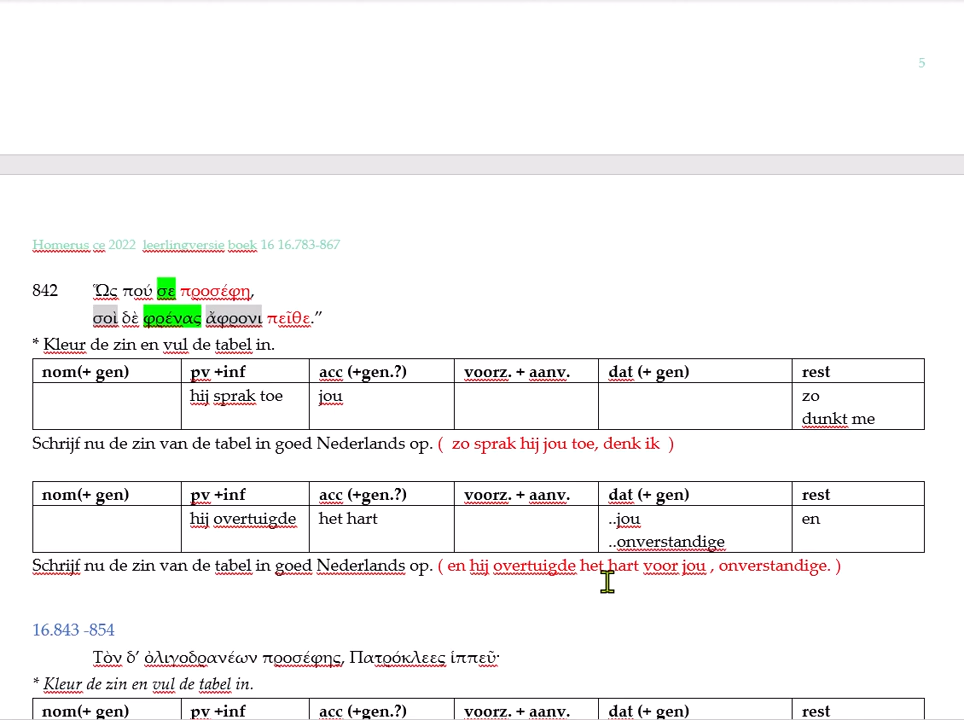 5
Homerus ce 2022 leerlingversie boek 16 16.783-867
842 Ὥς πού σε προσέφη,
σοὶ δὲ φρένας ἄφρονι πεῖθε.”
* Kleur de zin en vul de tabel in.
nom(+ gen) pv +inf acc (+gen.?) voorz. + aanv. dat (+ gen) rest
hij sprak toe jou zo
dunkt me
Schrijf nu de zin van de tabel in goed Nederlands op. ( zo sprak hij jou toe, denk ik )
nom(+ gen) pv +inf acc (+gen.?) voorz. + aanv. dat (+ gen) rest
hij overtuigde het hart ..jou en
..onverstandige
Schrijf nu de zin van de tabel in goed Nederlands op. ( en hij overtuigde het hart voor jou , onverstandige. )
16.843 -854
Τὸν δ’ ὀλιγοδρανέων προσέφης, Πατρόκλεες ἱππεῦ·
* Kleur de zin en vul de tabel in.
nom(+ gen) pv +inf acc (+gen.?) voorz. + aanv. dat (+ gen) rest